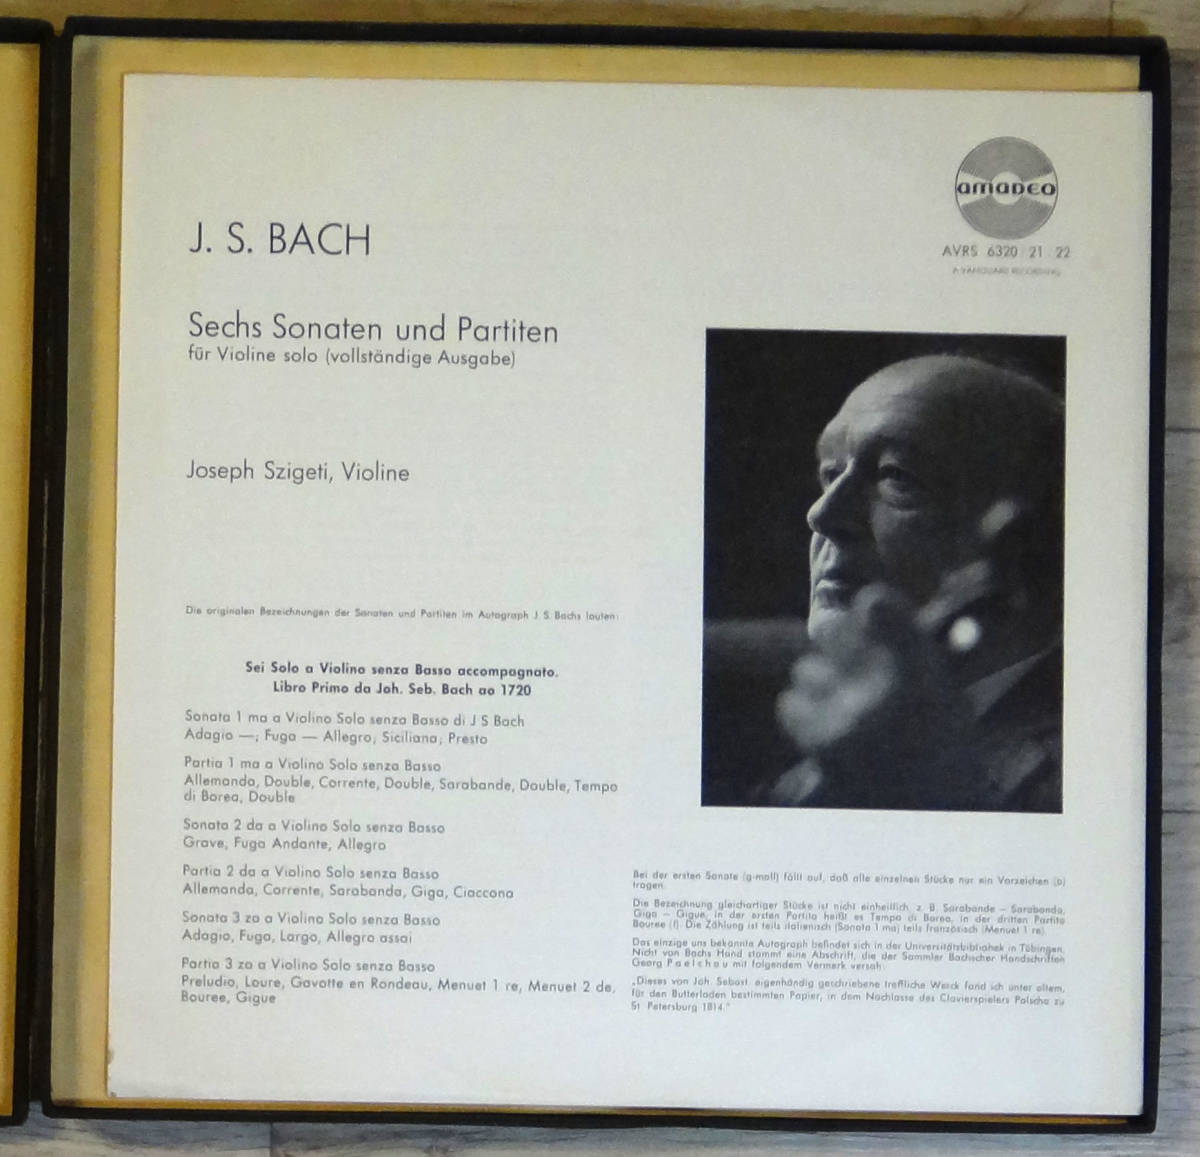 amadeo
AVRS 6320 21 22
A VANGUARD RECORDING
J. S. BACH
Sechs Sonaten und Partiten
für Violine solo (vollständige Ausgabe)
Joseph Szigeti, Violine
Die originalen Bezeichnungen der Sonaten und Partiten im Autograph J. S. Bachs lauten:
Sei Solo a Violino senza Basso accompagnato.
Libro Primo da Joh. Seb. Bach ao 1720
Sonata 1 ma a Violino Solo senza Basso di J S Bach
Adagio —; Fuga — Allegro; Siciliana; Presto
Partia 1 ma a Violino Solo senza Basso
Allemanda, Double, Corrente, Double, Sarabande, Double, Tempo
di Borea, Double
Sonata 2 da a Violino Solo senza Basso
Grave, Fuga Andante, Allegro
Partia 2 da a Violino Solo senza Basso
Allemanda, Corrente, Sarabanda, Giga, Ciaccona
Sonata 3 za a Violino Solo senza Basso
Adagio, Fuga, Largo, Allegro assai
Partia 3 za a Violino Solo senza Basso
Preludio, Loure, Gavotte en Rondeau, Menuet 1 re, Menuet 2 de,
Bouree, Gigue
Bei der ersten Sonate (g-moll) fällt auf, daß alle einzelnen Stücke nur ein Vorzeichen (b)
tragen.
Die Bezeichnung gleichartiger Stücke ist nicht einheitlich, z. B. Sarabande – Sarabanda,
Giga – Gigue, in der ersten Partita heißt es Tempo di Borea, in der dritten Partita
Bouree (!). Die Zählung ist teils italienisch (Sonata 1 ma) teils französisch (Menuet 1 re).
Das einzige uns bekannte Autograph befindet sich in der Universitätsbibliothek in Tübingen.
Nicht von Bachs Hand stammt eine Abschrift, die der Sammler Bachscher Handschriften
Georg Poelchau mit folgendem Vermerk versah:
„Dieses von Joh. Sebast. eigenhändig geschriebene treffliche Werck fand ich unter altem,
für den Butterladen bestimmten Papier, in dem Nachlasse des Clavierspielers Palscha zu
St. Petersburg 1814."